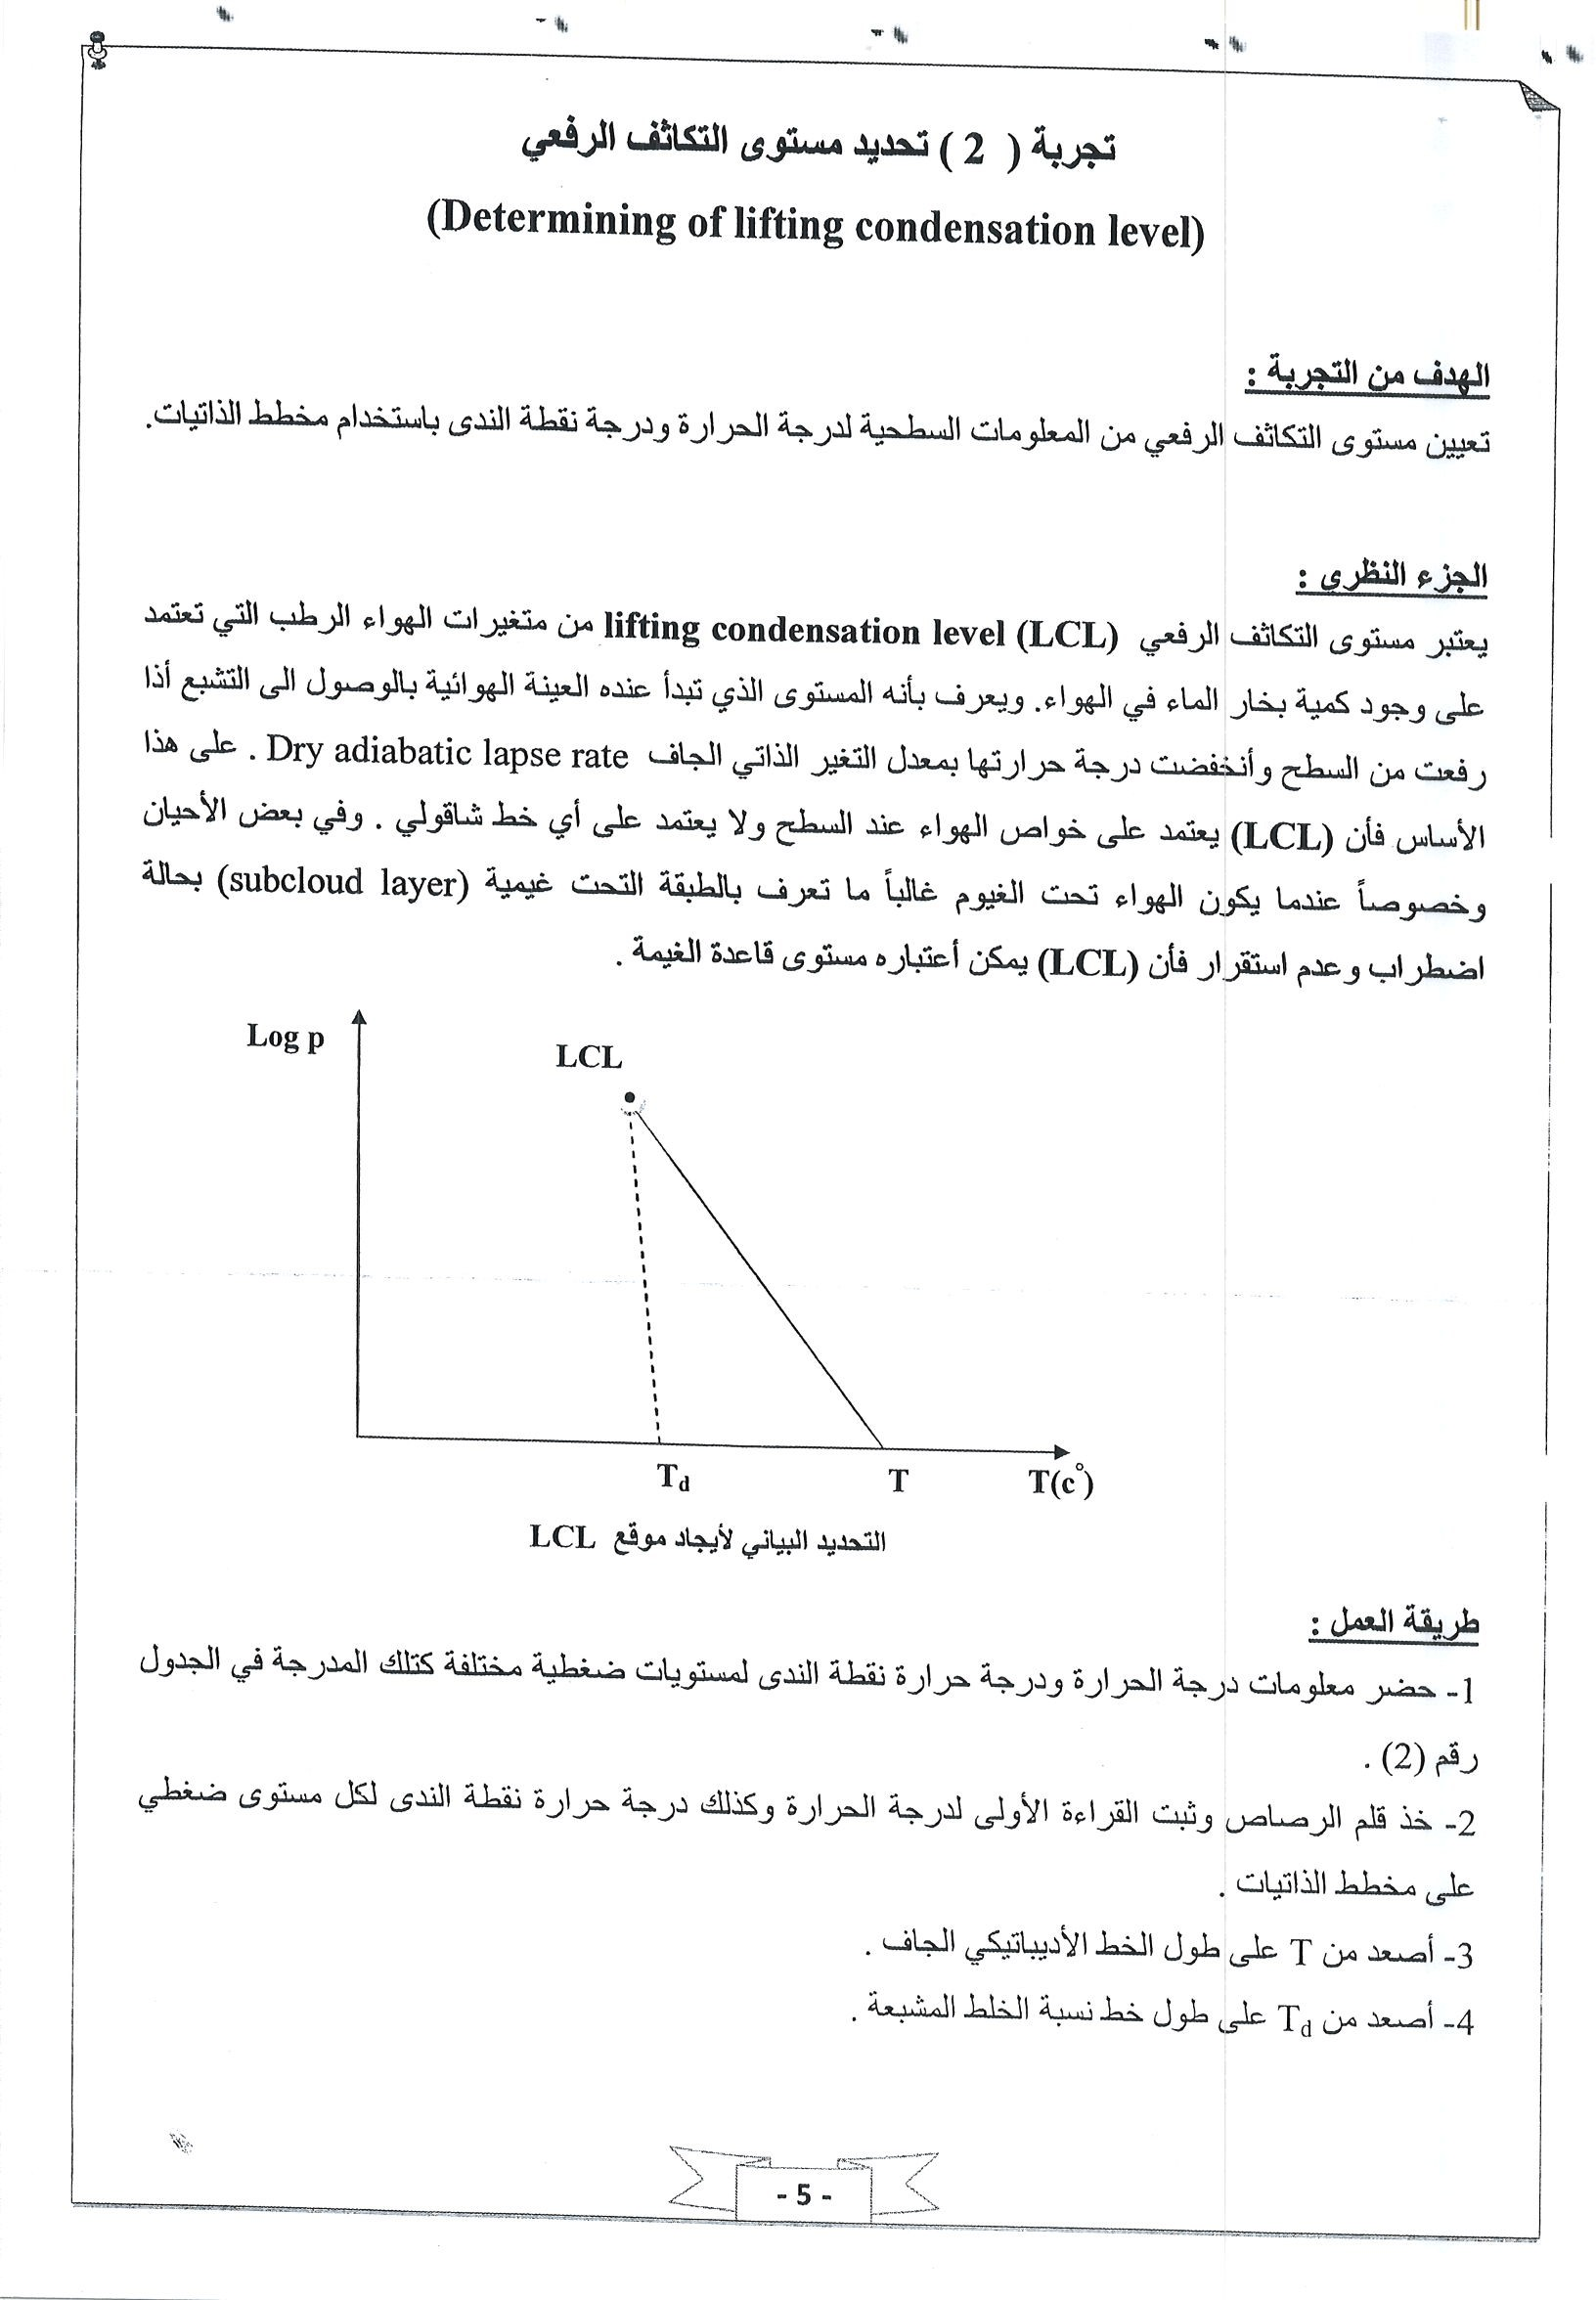 تجربة ( 2 ) تحديد مستوى التكاثف الرفعي
(Determining of lifting condensation level)
الهدف من التجربة :
تعيين مستوى التكاثف الرفعي من المعلومات السطحية لدرجة الحرارة ودرجة نقطة الندى باستخدام مخطط الذاتيات.
الجزء النظري :
يعتبر مستوى التكاثف الرفعي lifting condensation level (LCL) من متغيرات الهواء الرطب التي تعتمد
على وجود كمية بخار الماء في الهواء. ويعرف بأنه المستوى الذي تبدأ عنده العينة الهوائية بالوصول الى التشبع أذا
رفعت من السطح وأنخفضت درجة حرارتها بمعدل التغير الذاتي الجاف Dry adiabatic lapse rate . على هذا
الأساس فأن (LCL) يعتمد على خواص الهواء عند السطح ولا يعتمد على أي خط شاقولي . وفي بعض الأحيان
وخصوصاً عندما يكون الهواء تحت الغيوم غالباً ما تعرف بالطبقة التحت غيمية (subcloud layer) بحالة
اضطراب وعدم استقرار فأن (LCL) يمكن أعتباره مستوى قاعدة الغيمة .
Log p
LCL
Td T T(c°)
التحديد البياني لأيجاد موقع LCL
طريقة العمل :
1- حضر معلومات درجة الحرارة ودرجة حرارة نقطة الندى لمستويات ضغطية مختلفة كتلك المدرجة في الجدول
رقم (2) .
2- خذ قلم الرصاص وثبت القراءة الأولى لدرجة الحرارة وكذلك درجة حرارة نقطة الندى لكل مستوى ضغطي
على مخطط الذاتيات .
3- أصعد من T على طول الخط الأديباتيكي الجاف .
4- أصعد من Td على طول خط نسبة الخلط المشبعة .
- 5 -